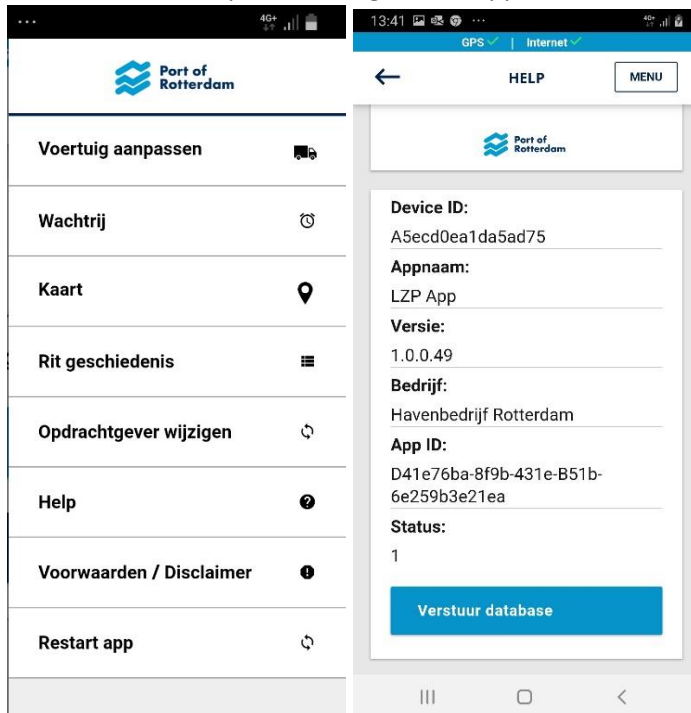 4G+
Port of
Rotterdam
Voertuig aanpassen
Wachtrij
Kaart
Rit geschiedenis
Opdrachtgever wijzigen
Help
Voorwaarden / Disclaimer
Restart app
13:41
4G+
GPS | Internet
HELP
MENU
Port of
Rotterdam
Device ID:
A5ecd0ea1da5ad75
Appnaam:
LZP App
Versie:
1.0.0.49
Bedrijf:
Havenbedrijf Rotterdam
App ID:
D41e76ba-8f9b-431e-B51b-
6e259b3e21ea
Status:
1
Verstuur database